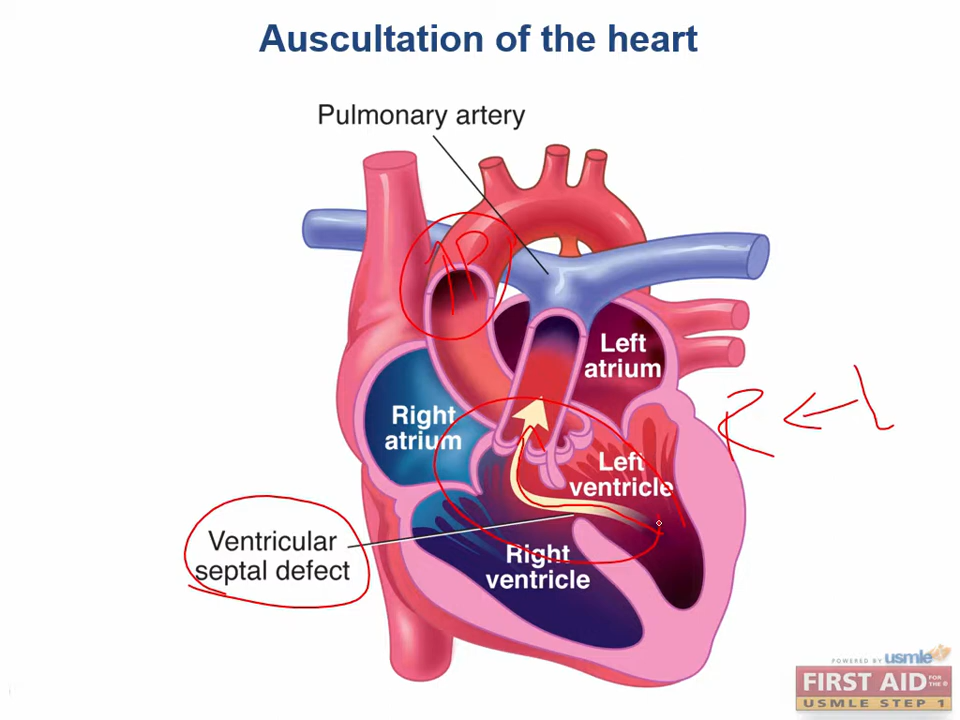 Auscultation of the heart
Pulmonary artery
↑P
Left
atrium
R ← L
Right
atrium
Left
ventricle
Ventricular
septal defect
Right
ventricle
POWERED BY usmle
FIRST AID FOR THE®
USMLE STEP 1